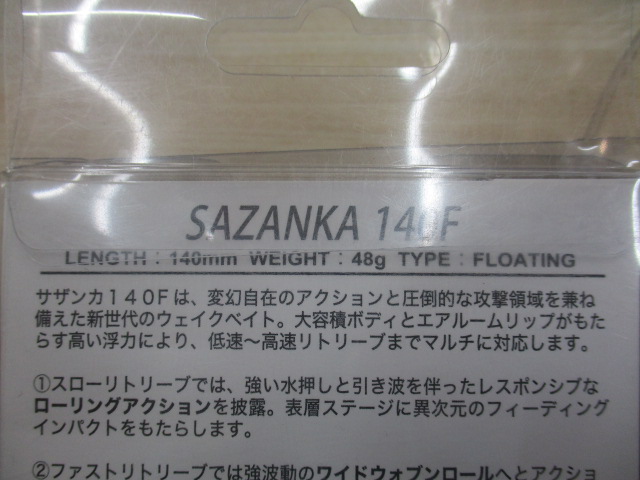 SAZANKA 140F
LENGTH : 140mm WEIGHT : 48g TYPE : FLOATING
サザンカ140Fは、変幻自在のアクションと圧倒的な攻撃領域を兼ね
備えた新世代のウェイクベイト。大容積ボディとエアルームリップがもた
らす高い浮力により、低速～高速リトリーブまでマルチに対応します。
①スローリトリーブでは、強い水押しと引き波を伴ったレスポンシブな
ローリングアクションを披露。表層ステージに異次元のフィーディング
インパクトをもたらします。
②ファストリトリーブでは強波動のワイドウォブンロールへとアクショ